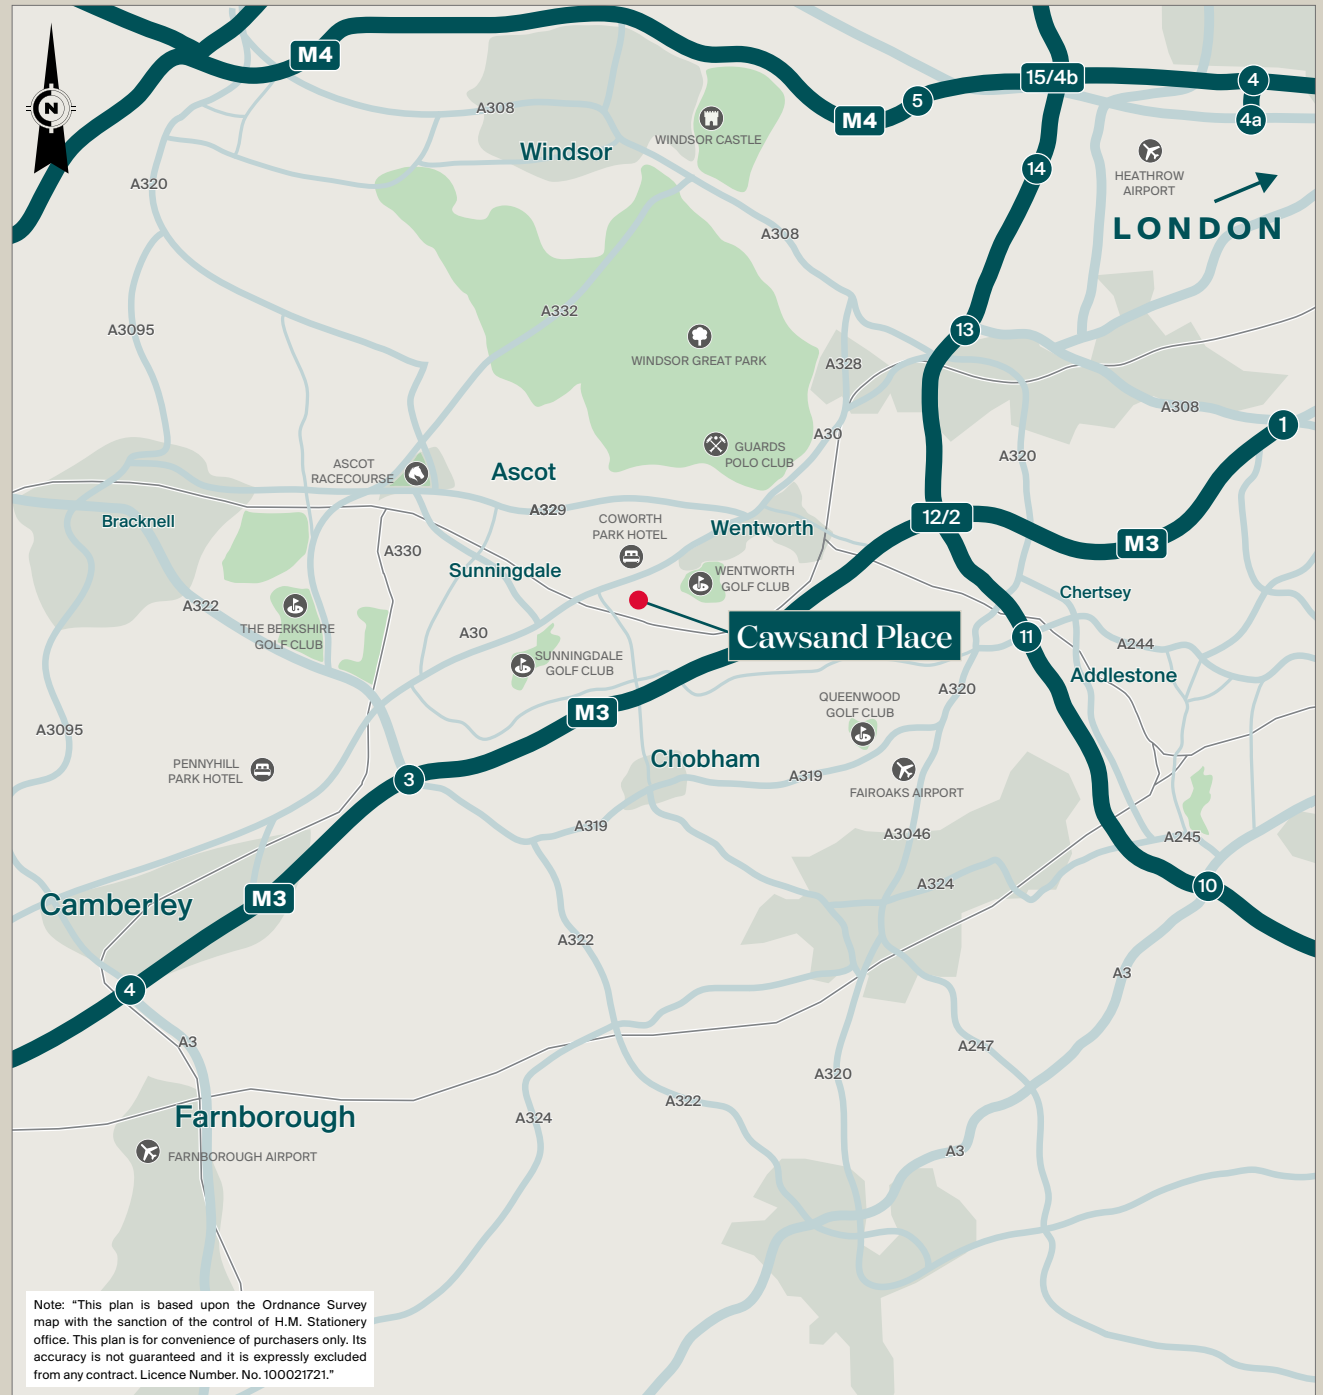 N
M4
15/4b
4
5
M4
4a
A308
WINDSOR CASTLE
Windsor
14
HEATHROW
AIRPORT
LONDON
A320
A308
A332
A3095
13
WINDSOR GREAT PARK
A328
A308
1
A30
GUARDS
POLO CLUB
A320
ASCOT
RACECOURSE
Ascot
A329
12/2
Bracknell
COWORTH
PARK HOTEL
Wentworth
M3
A330
Sunningdale
WENTWORTH
GOLF CLUB
Chertsey
A322
THE BERKSHIRE
GOLF CLUB
A30
Cawsand Place
11
A244
SUNNINGDALE
GOLF CLUB
Addlestone
A320
QUEENWOOD
GOLF CLUB
M3
A3095
PENNYHILL
PARK HOTEL
3
Chobham
A319
FAIROAKS AIRPORT
A319
A3046
A245
A324
10
Camberley
M3
A322
A3
4
A3
A247
A320
A322
Farnborough
A324
A3
FARNBOROUGH AIRPORT
Note: “This plan is based upon the Ordnance Survey
map with the sanction of the control of H.M. Stationery
office. This plan is for convenience of purchasers only. Its
accuracy is not guaranteed and it is expressly excluded
from any contract. Licence Number. No. 100021721.”